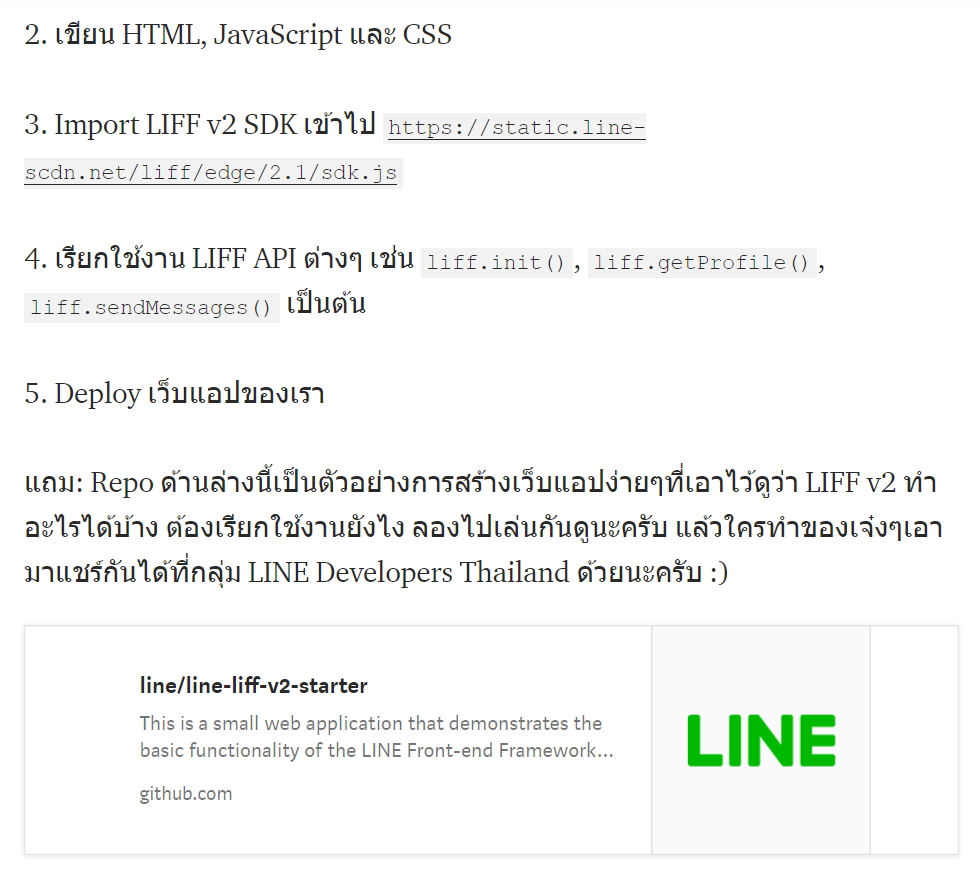 2. เขียน HTML, JavaScript และ CSS
3. Import LIFF v2 SDK เข้าไป https://static.line-
scdn.net/liff/edge/2.1/sdk.js
4. เรียกใช้งาน LIFF API ต่างๆ เช่น liff.init(), liff.getProfile(),
liff.sendMessages() เป็นต้น
5. Deploy เว็บแอปของเรา
แถม: Repo ด้านล่างนี้เป็นตัวอย่างการสร้างเว็บแอปง่ายๆที่เอาไว้ดูว่า LIFF v2 ทำ
อะไรได้บ้าง ต้องเรียกใช้งานยังไง ลองไปเล่นกันดูนะครับ แล้วใครทำของเจ๋งๆเอา
มาแชร์กันได้ที่กลุ่ม LINE Developers Thailand ด้วยนะครับ :)
line/line-liff-v2-starter
This is a small web application that demonstrates the
basic functionality of the LINE Front-end Framework...
github.com
LINE